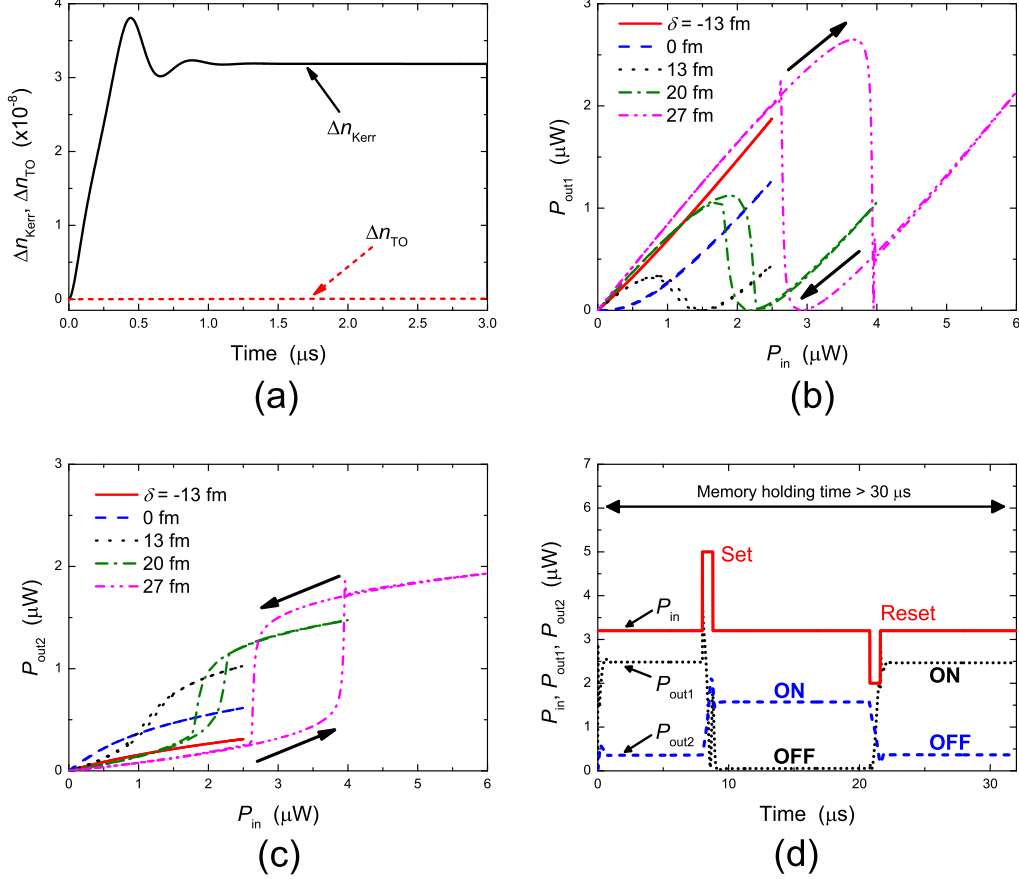 4
3
2
1
0
0.0 0.5 1.0 1.5 2.0 2.5 3.0
Δn_Kerr, Δn_TO (x10^-8)
Time (μs)
Δn_Kerr
Δn_TO
(a)
3
2
1
0
0 1 2 3 4 5 6
P_out1 (μW)
P_in (μW)
δ = -13 fm
0 fm
13 fm
20 fm
27 fm
(b)
3
2
1
0
0 1 2 3 4 5 6
P_out2 (μW)
P_in (μW)
δ = -13 fm
0 fm
13 fm
20 fm
27 fm
(c)
7
6
5
4
3
2
1
0
0 10 20 30
P_in, P_out1, P_out2 (μW)
Time (μs)
Memory holding time > 30 μs
Set
Reset
P_in
P_out1
P_out2
ON
OFF
ON
OFF
(d)